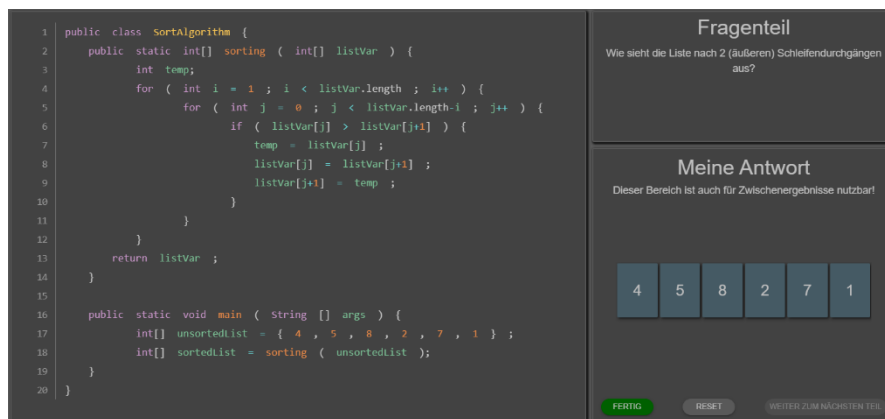 1 public class SortAlgorithm {
2 public static int[] sorting ( int[] listVar ) {
3 int temp;
4 for ( int i = 1 ; i < listVar.length ; i++ ) {
5 for ( int j = 0 ; j < listVar.length-i ; j++ ) {
6 if ( listVar[j] > listVar[j+1] ) {
7 temp = listVar[j] ;
8 listVar[j] = listVar[j+1] ;
9 listVar[j+1] = temp ;
10 }
11 }
12 }
13 return listVar ;
14 }
15
16 public static void main ( String [] args ) {
17 int[] unsortedList = { 4 , 5 , 8 , 2 , 7 , 1 } ;
18 int[] sortedList = sorting ( unsortedList );
19 }
20 }
Fragenteil
Wie sieht die Liste nach 2 (äußeren) Schleifendurchgängen
aus?
Meine Antwort
Dieser Bereich ist auch für Zwischenergebnisse nutzbar!
4 5 8 2 7 1
FERTIG RESET WEITER ZUM NÄCHSTEN TEIL